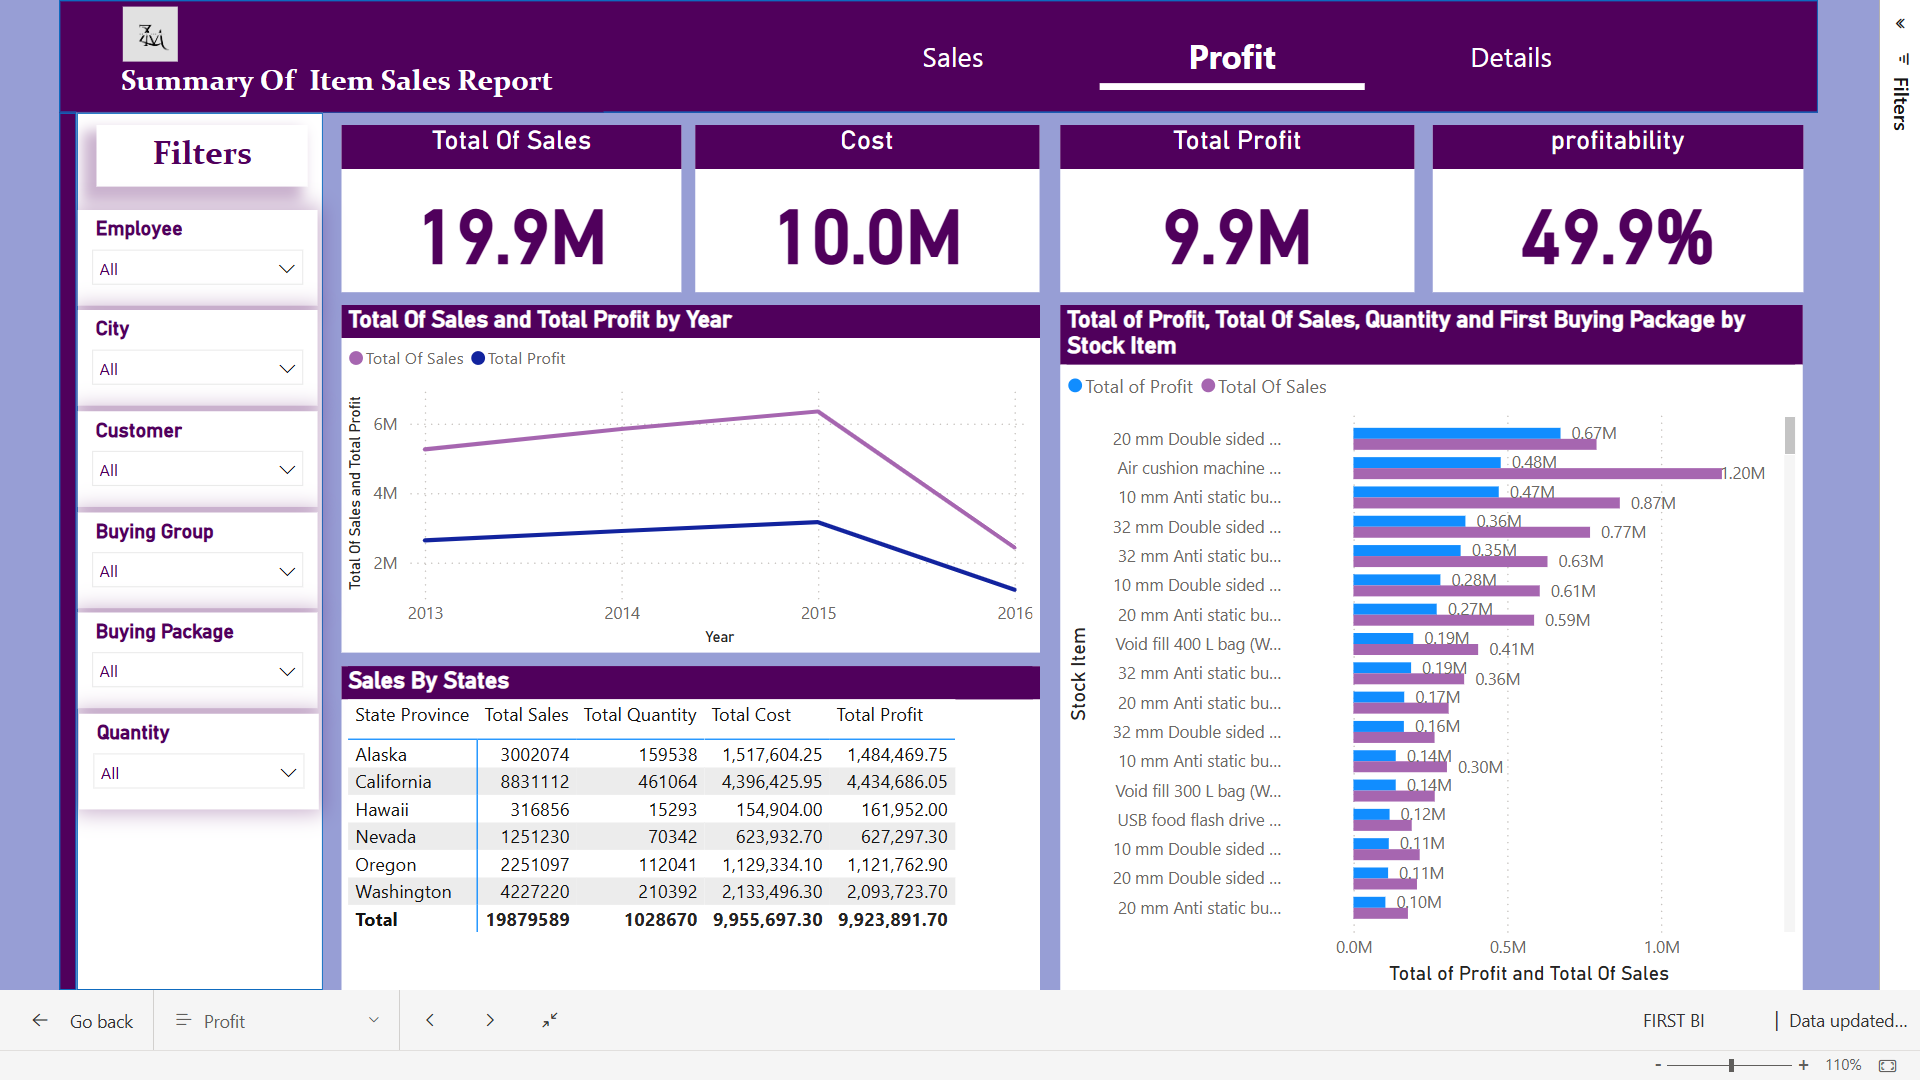 Summary Of Item Sales Report
Sales
Profit
Details
«
Filters
Filters
Employee
All
City
All
Customer
All
Buying Group
All
Buying Package
All
Quantity
All
Total Of Sales
19.9M
Cost
10.0M
Total Profit
9.9M
profitability
49.9%
Total Of Sales and Total Profit by Year
Total Of Sales Total Profit
Total Of Sales and Total Profit
6M
4M
2M
2013 2014 2015 2016
Year
Sales By States
State Province Total Sales Total Quantity Total Cost Total Profit
Alaska 3002074 159538 1,517,604.25 1,484,469.75
California 8831112 461064 4,396,425.95 4,434,686.05
Hawaii 316856 15293 154,904.00 161,952.00
Nevada 1251230 70342 623,932.70 627,297.30
Oregon 2251097 112041 1,129,334.10 1,121,762.90
Washington 4227220 210392 2,133,496.30 2,093,723.70
Total 19879589 1028670 9,955,697.30 9,923,891.70
Total of Profit, Total Of Sales, Quantity and First Buying Package by
Stock Item
Total of Profit Total Of Sales
Stock Item
20 mm Double sided ... 0.67M
Air cushion machine ... 0.48M 1.20M
10 mm Anti static bu... 0.47M 0.87M
32 mm Double sided ... 0.36M 0.77M
32 mm Anti static bu... 0.35M 0.63M
10 mm Double sided ... 0.28M 0.61M
20 mm Anti static bu... 0.27M 0.59M
Void fill 400 L bag (W... 0.19M 0.41M
32 mm Anti static bu... 0.19M 0.36M
20 mm Anti static bu... 0.17M
32 mm Double sided ... 0.16M
10 mm Anti static bu... 0.14M 0.30M
Void fill 300 L bag (W... 0.14M
USB food flash drive ... 0.12M
10 mm Double sided ... 0.11M
20 mm Double sided ... 0.11M
20 mm Anti static bu... 0.10M
0.0M 0.5M 1.0M
Total of Profit and Total Of Sales
Go back
Profit
FIRST BI | Data updated...
- + 110%